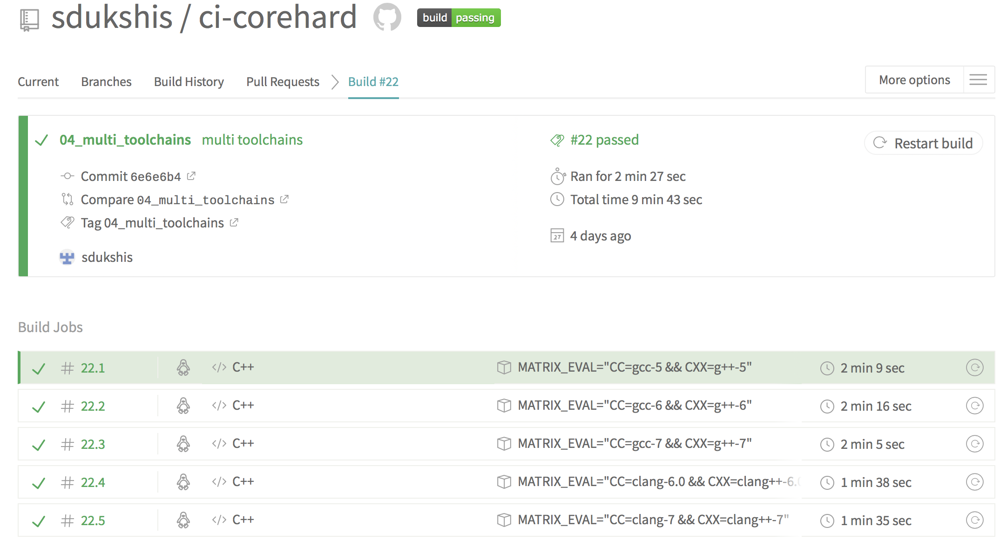 sdukshis / ci-corehard build passing
Current Branches Build History Pull Requests Build #22 More options
04_multi_toolchains multi toolchains #22 passed Restart build
Commit 6e6e6b4 Ran for 2 min 27 sec
Compare 04_multi_toolchains Total time 9 min 43 sec
Tag 04_multi_toolchains
27 4 days ago
sdukshis
Build Jobs
# 22.1 </> C++ MATRIX_EVAL="CC=gcc-5 && CXX=g++-5" 2 min 9 sec
# 22.2 </> C++ MATRIX_EVAL="CC=gcc-6 && CXX=g++-6" 2 min 16 sec
# 22.3 </> C++ MATRIX_EVAL="CC=gcc-7 && CXX=g++-7" 2 min 5 sec
# 22.4 </> C++ MATRIX_EVAL="CC=clang-6.0 && CXX=clang++-6.0 1 min 38 sec
# 22.5 </> C++ MATRIX_EVAL="CC=clang-7 && CXX=clang++-7" 1 min 35 sec